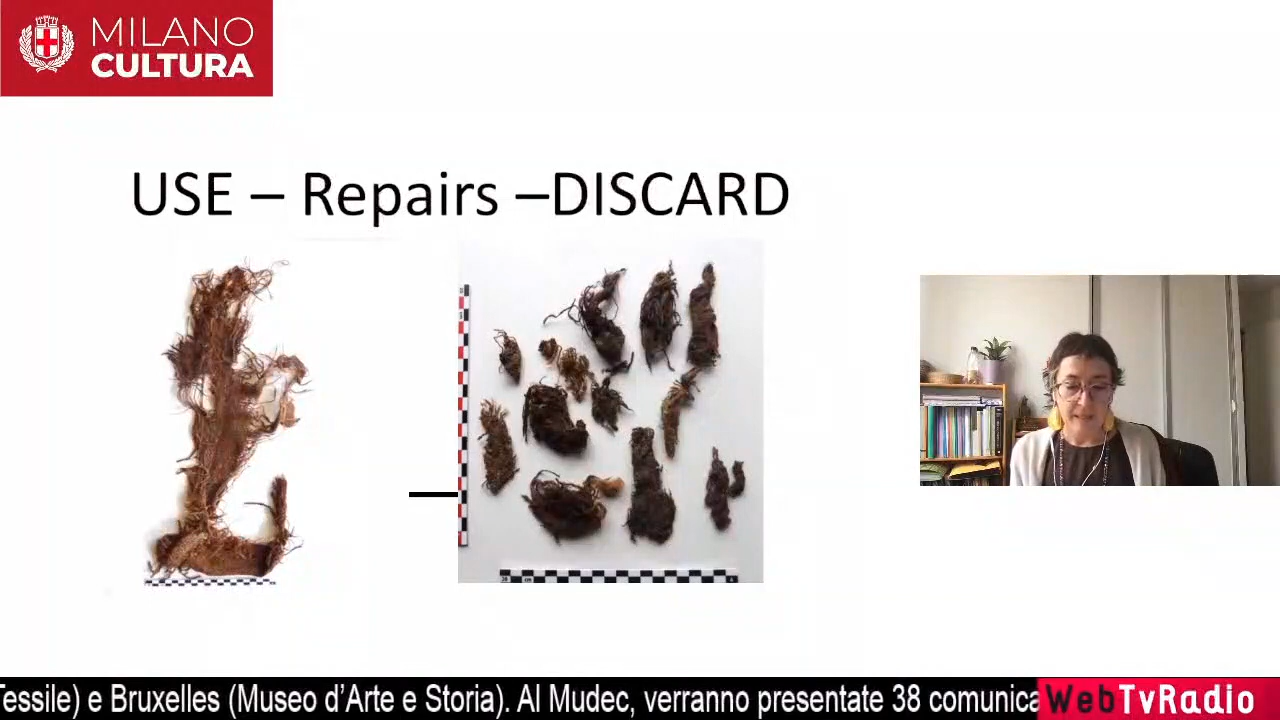 MILANO
CULTURA
USE – Repairs –DISCARD
Tessile) e Bruxelles (Museo d’Arte e Storia). Al Mudec, verranno presentate 38 comunica
WebTvRadio